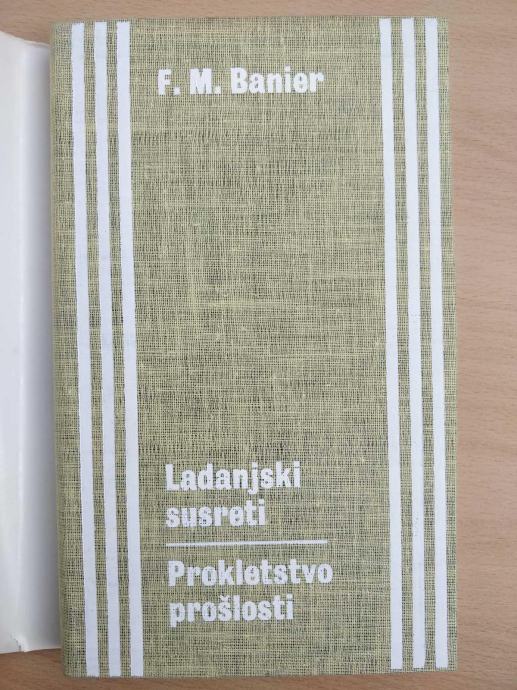 F. M. Banier
Ladanjski
susreti
Prokletstvo
prošlosti